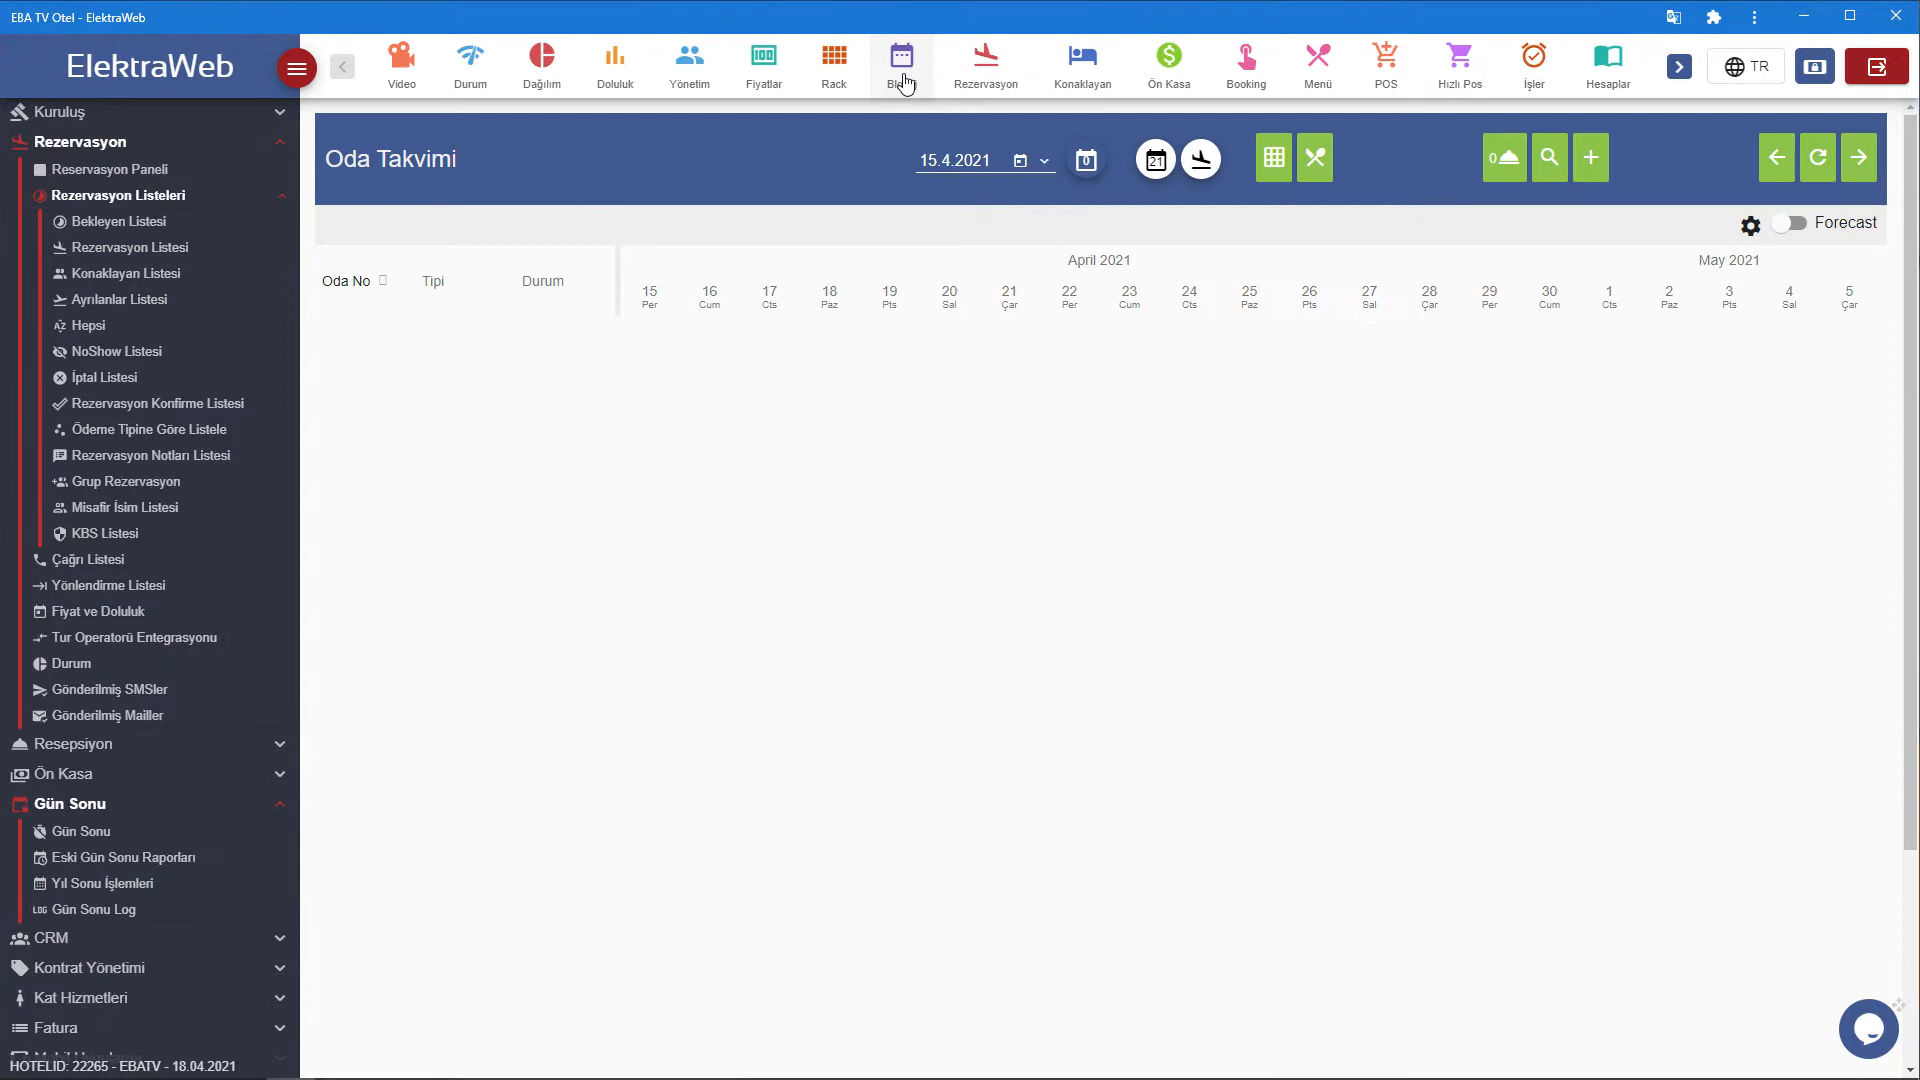 EBA TV Otel - ElektraWeb
ElektraWeb
Video
Durum
Dağılım
Doluluk
Yönetim
Fiyatlar
Rack
Rezervasyon
Konaklayan
Ön Kasa
Booking
Menü
POS
Hızlı Pos
İşler
Hesaplar
TR
Kuruluş
Rezervasyon
Reservasyon Paneli
Rezervasyon Listeleri
Bekleyen Listesi
Rezervasyon Listesi
Konaklayan Listesi
Ayrılanlar Listesi
Hepsi
NoShow Listesi
İptal Listesi
Rezervasyon Konfirme Listesi
Ödeme Tipine Göre Listele
Rezervasyon Notları Listesi
Grup Rezervasyon
Misafir İsim Listesi
KBS Listesi
Çağrı Listesi
Yönlendirme Listesi
Fiyat ve Doluluk
Tur Operatorü Entegrasyonu
Durum
Gönderilmiş SMSler
Gönderilmiş Mailler
Resepsiyon
Ön Kasa
Gün Sonu
Gün Sonu
Eski Gün Sonu Raporları
Yıl Sonu İşlemleri
LOG Gün Sonu Log
CRM
Kontrat Yönetimi
Kat Hizmetleri
Fatura
HOTELID: 22265 - EBATV - 18.04.2021
Oda Takvimi
15.4.2021
0
21
0
Forecast
April 2021 May 2021
Oda No Tipi Durum
15 16 17 18 19 20 21 22 23 24 25 26 27 28 29 30 1 2 3 4 5
Per Cum Cts Paz Pts Sal Çar Per Cum Cts Paz Pts Sal Çar Per Cum Cts Paz Pts Sal Çar